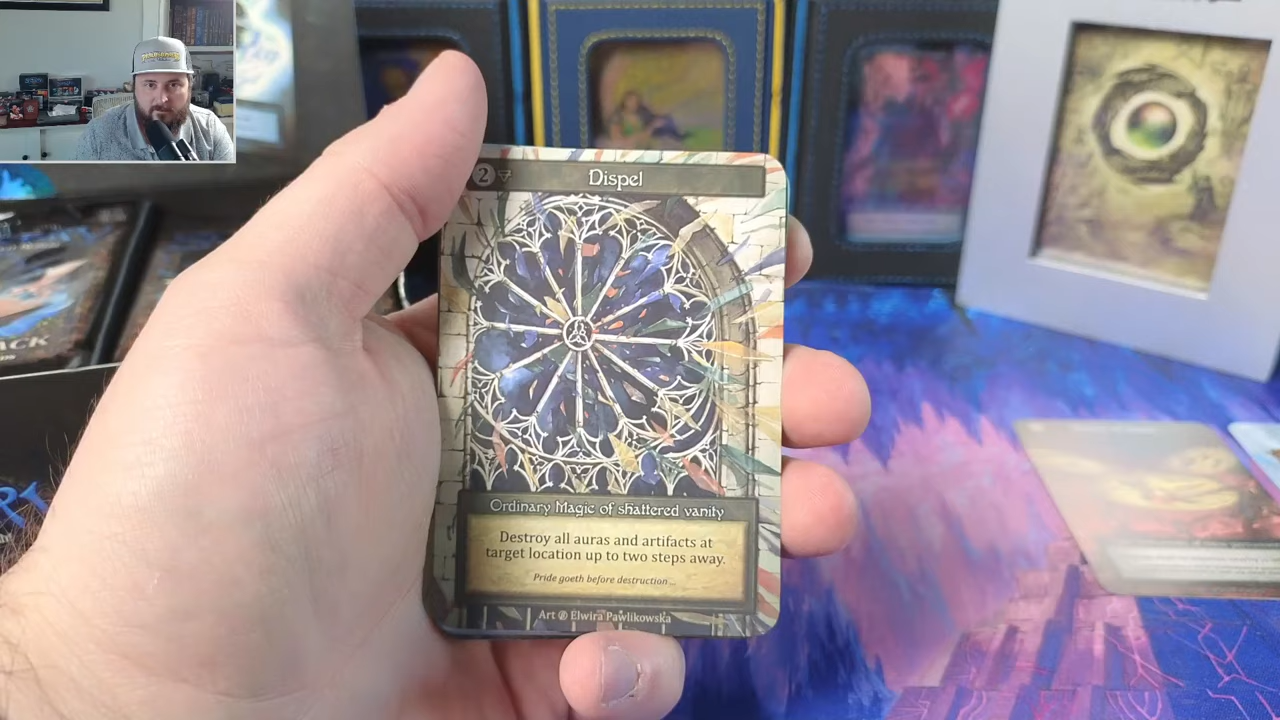 2
Dispel
Ordinary Magic of shattered vanity
Destroy all auras and artifacts at
target location up to two steps away.
Pride goeth before destruction ...
Art Elwira Pawlikowska